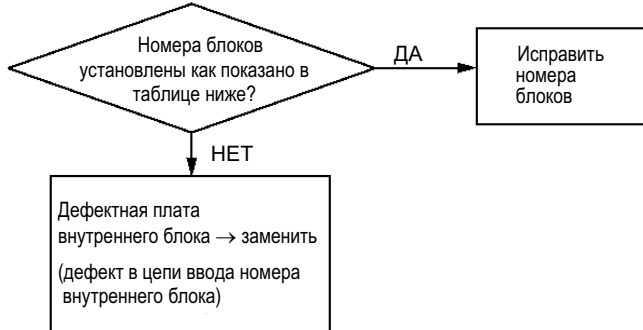 Номера блоков
установлены как показано в
таблице ниже?
ДА
Исправить
номера
блоков
НЕТ
Дефектная плата
внутреннего блока → заменить
(дефект в цепи ввода номера
внутреннего блока)